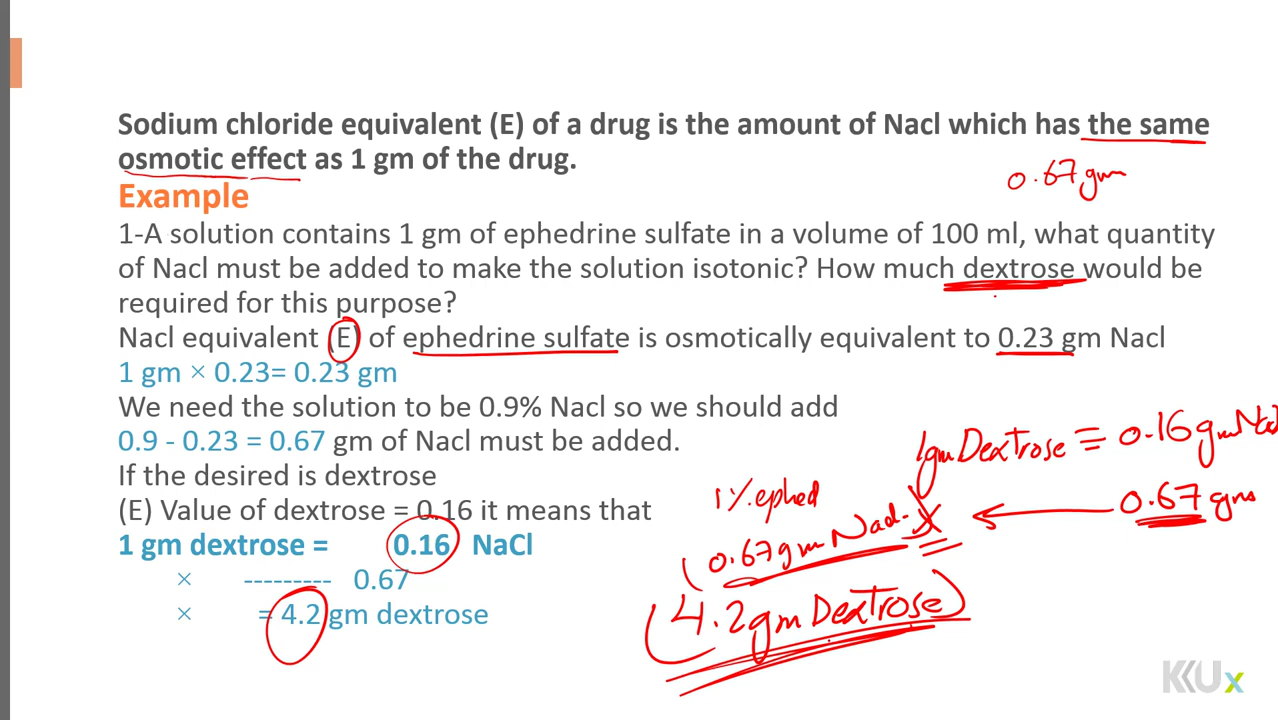 Sodium chloride equivalent (E) of a drug is the amount of Nacl which has the same
osmotic effect as 1 gm of the drug.
0.67 gm
Example
1-A solution contains 1 gm of ephedrine sulfate in a volume of 100 ml, what quantity
of Nacl must be added to make the solution isotonic? How much dextrose would be
required for this purpose?
Nacl equivalent (E) of ephedrine sulfate is osmotically equivalent to 0.23 gm Nacl
1 gm × 0.23= 0.23 gm
We need the solution to be 0.9% Nacl so we should add
0.9 - 0.23 = 0.67 gm of Nacl must be added.
1gm Dextrose = 0.16 gm NaCl
If the desired is dextrose
1% ephed
(E) Value of dextrose = 0.16 it means that
X ← 0.67 gms
1 gm dextrose = 0.16 NaCl
(0.67 gm Nacl.
× --------- 0.67
× = 4.2 gm dextrose
(4.2 gm Dextrose)
KKUx